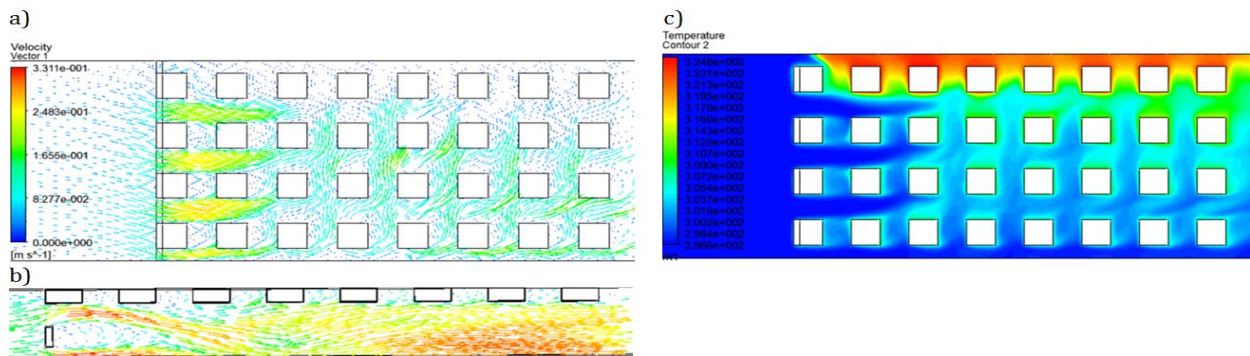 a)
Velocity
Vector 1
3.311e-001
2.483e-001
1.655e-001
8.277e-002
0.000e+000
[m s^-1]
b)
c)
Temperature
Contour 2
3.248e+002
3.231e+002
3.213e+002
3.195e+002
3.178e+002
3.160e+002
3.143e+002
3.125e+002
3.107e+002
3.090e+002
3.072e+002
3.054e+002
3.037e+002
3.019e+002
3.002e+002
2.984e+002
2.966e+002